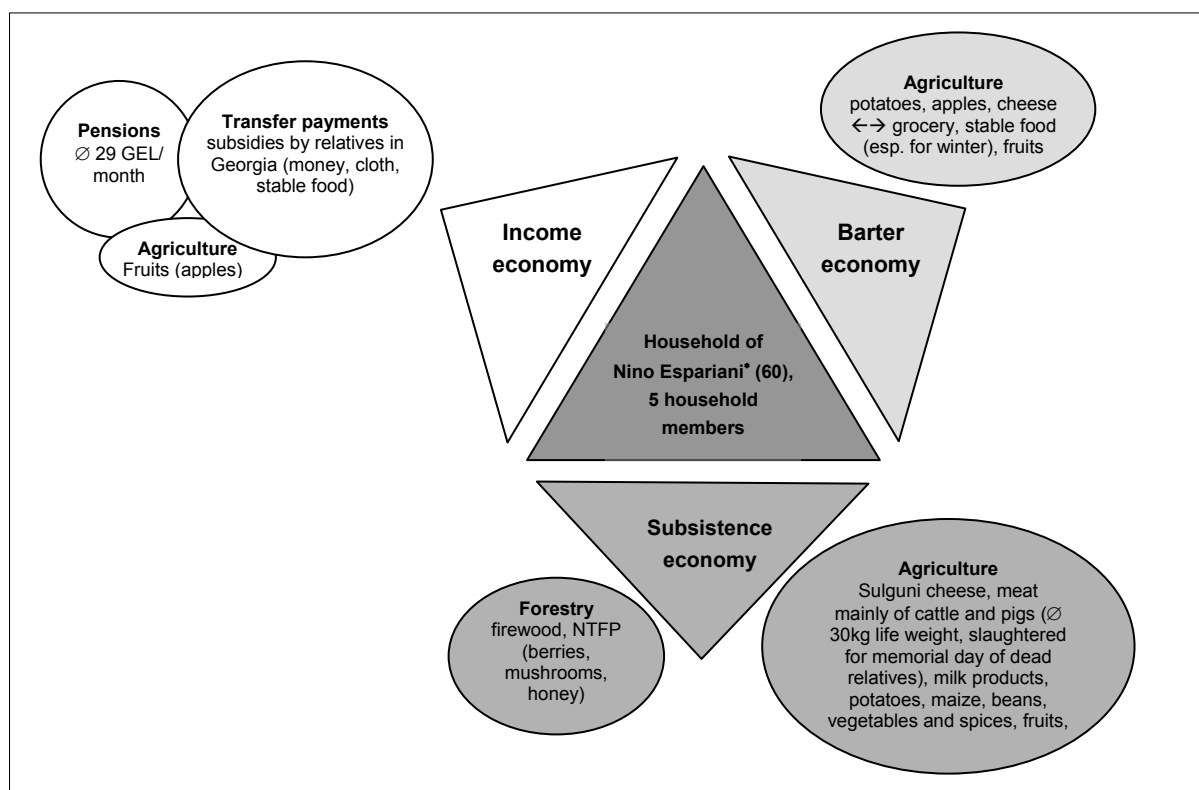 Pensions
∅ 29 GEL/
month
Transfer payments
subsidies by relatives in
Georgia (money, cloth,
stable food)
Agriculture
Fruits (apples)
Agriculture
potatoes, apples, cheese
←→ grocery, stable food
(esp. for winter), fruits
Income
economy
Barter
economy
Household of
Nino Espariani* (60),
5 household
members
Subsistence
economy
Forestry
firewood, NTFP
(berries,
mushrooms,
honey)
Agriculture
Sulguni cheese, meat
mainly of cattle and pigs (∅
30kg life weight, slaughtered
for memorial day of dead
relatives), milk products,
potatoes, maize, beans,
vegetables and spices, fruits,